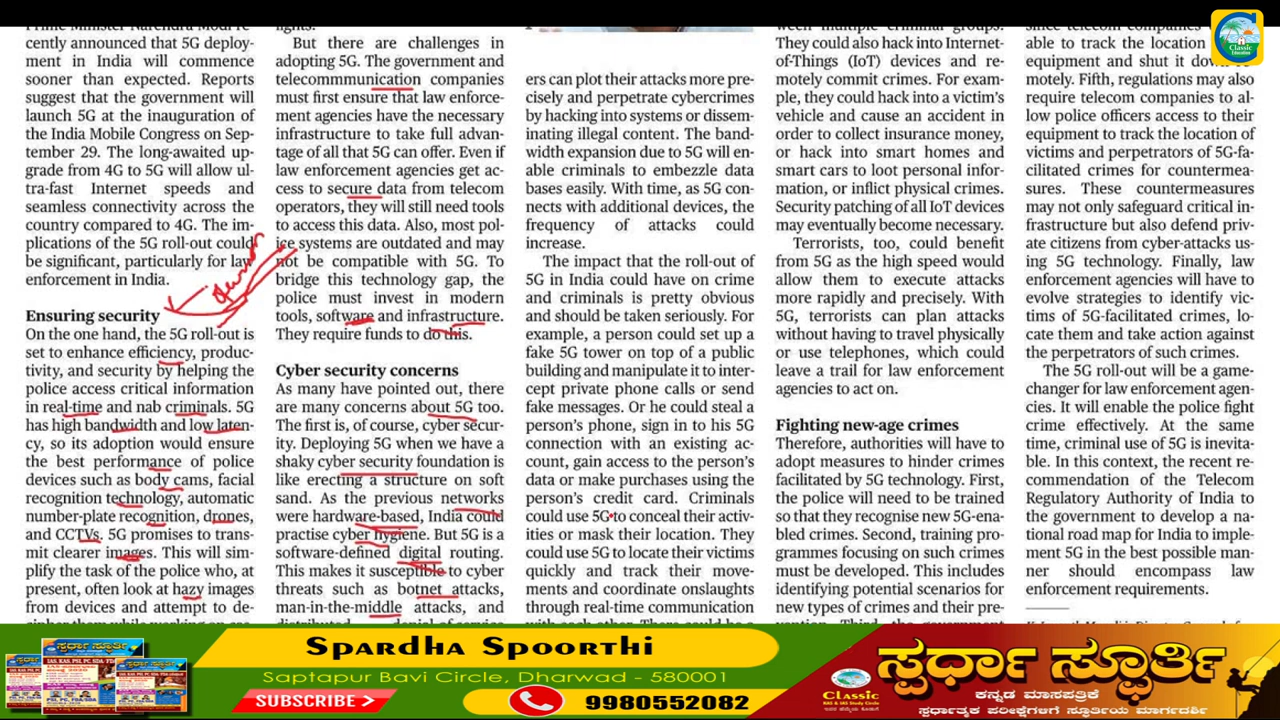 cently announced that 5G deploy-
ment in India will commence
sooner than expected. Reports
suggest that the government will
launch 5G at the inauguration of
the India Mobile Congress on Sep-
tember 29. The long-awaited up-
grade from 4G to 5G will allow ul-
tra-fast Internet speeds and
seamless connectivity across the
country compared to 4G. The im-
plications of the 5G roll-out could
be significant, particularly for law
enforcement in India.
Ensuring security
On the one hand, the 5G roll-out is
set to enhance efficiency, produc-
tivity, and security by helping the
police access critical information
in real-time and nab criminals. 5G
has high bandwidth and low laten-
cy, so its adoption would ensure
the best performance of police
devices such as body cams, facial
recognition technology, automatic
number-plate recognition, drones,
and CCTVs. 5G promises to trans-
mit clearer images. This will sim-
plify the task of the police who, at
present, often look at hazy images
from devices and attempt to de-
But there are challenges in
adopting 5G. The government and
telecommmunication companies
must first ensure that law enforce-
ment agencies have the necessary
infrastructure to take full advan-
tage of all that 5G can offer. Even if
law enforcement agencies get ac-
cess to secure data from telecom
operators, they will still need tools
to access this data. Also, most pol-
ice systems are outdated and may
not be compatible with 5G. To
bridge this technology gap, the
police must invest in modern
tools, software and infrastructure.
They require funds to do this.
Cyber security concerns
As many have pointed out, there
are many concerns about 5G too.
The first is, of course, cyber secur-
ity. Deploying 5G when we have a
shaky cyber security foundation is
like erecting a structure on soft
sand. As the previous networks
were hardware-based, India could
practise cyber hygiene. But 5G is a
software-defined digital routing.
This makes it susceptible to cyber
threats such as botnet attacks,
man-in-the-middle attacks, and
er can plot their attacks more pre-
cisely and perpetrate cybercrimes
by hacking into systems or dissem-
inating illegal content. The band-
width expansion due to 5G will en-
able criminals to embezzle data
bases easily. With time, as 5G con-
nects with additional devices, the
frequency of attacks could
increase.
The impact that the roll-out of
5G in India could have on crime
and criminals is pretty obvious
and should be taken seriously. For
example, a person could set up a
fake 5G tower on top of a public
building and manipulate it to inter-
cept private phone calls or send
fake messages. Or he could steal a
person's phone, sign in to his 5G
connection with an existing ac-
count, gain access to the person's
data or make purchases using the
person's credit card. Criminals
could use 5G to conceal their activ-
ities or mask their location. They
could use 5G to locate their victims
quickly and track their move-
ments and coordinate onslaughts
through real-time communication
They could also hack into Internet-
of-Things (IoT) devices and re-
motely commit crimes. For exam-
ple, they could hack into a victim's
vehicle and cause an accident in
order to collect insurance money,
or hack into smart homes and
smart cars to loot personal infor-
mation, or inflict physical crimes.
Security patching of all IoT devices
may eventually become necessary.
Terrorists, too, could benefit
from 5G as the high speed would
allow them to execute attacks
more rapidly and precisely. With
5G, terrorists can plan attacks
without having to travel physically
or use telephones, which could
leave a trail for law enforcement
agencies to act on.
Fighting new-age crimes
Therefore, authorities will have to
adopt measures to hinder crimes
facilitated by 5G technology. First,
the police will need to be trained
so that they recognise new 5G-ena-
bled crimes. Second, training pro-
grammes focusing on such crimes
must be developed. This includes
identifying potential scenarios for
new types of crimes and their pre-
able to track the location
equipment and shut it down re-
motely. Fifth, regulations may also
require telecom companies to al-
low police officers access to their
equipment to track the location of
victims and perpetrators of 5G-fa-
cilitated crimes for countermea-
sures. These countermeasures
may not only safeguard critical in-
frastructure but also defend priv-
ate citizens from cyber-attacks us-
ing 5G technology. Finally, law
enforcement agencies will have to
evolve strategies to identify vic-
tims of 5G-facilitated crimes, lo-
cate them and take action against
the perpetrators of such crimes.
The 5G roll-out will be a game-
changer for law enforcement agen-
cies. It will enable the police fight
crime effectively. At the same
time, criminal use of 5G is inevita-
ble. In this context, the recent re-
commendation of the Telecom
Regulatory Authority of India to
the government to develop a na-
tional road map for India to imple-
ment 5G in the best possible man-
ner should encompass law
enforcement requirements.
Classic
Education
Spardha Spoorthi
Saptapur Bavi Circle, Dharwad - 580001
SUBSCRIBE
9980552082
ಸ್ಪರ್ಧಾ ಸ್ಫೂರ್ತಿ
ಕನ್ನಡ ಮಾಸಪತ್ರಿಕೆ
ಸ್ಪರ್ಧಾತ್ಮಕ ಪರೀಕ್ಷೆಗಳಿಗೆ ಸ್ಫೂರ್ತಿಯ ಮಾರ್ಗದರ್ಶಿ
Classic
KAS & IAS Study Circle